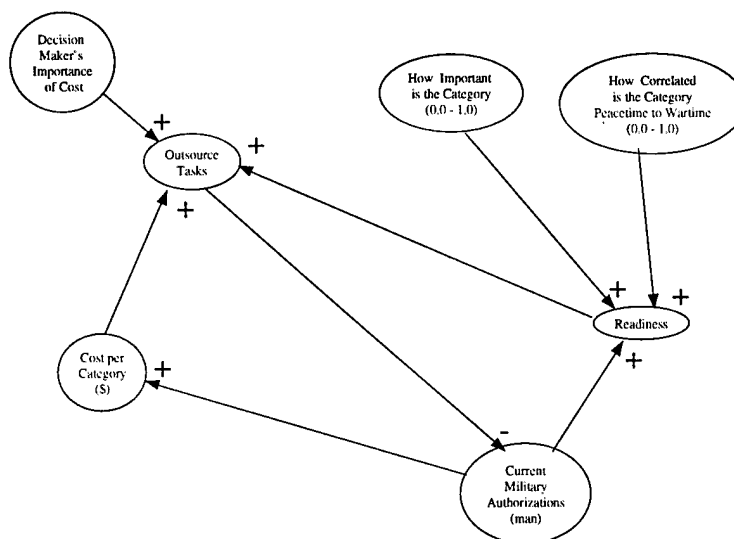 Decision
Maker's
Importance
of Cost
How Important
is the Category
(0.0 - 1.0)
How Correlated
is the Category
Peacetime to Wartime
(0.0 - 1.0)
+
+
Outsource
Tasks
+
+
+
Readiness
+
Cost per
Category
($)
+
+
-
Current
Military
Authorizations
(man)